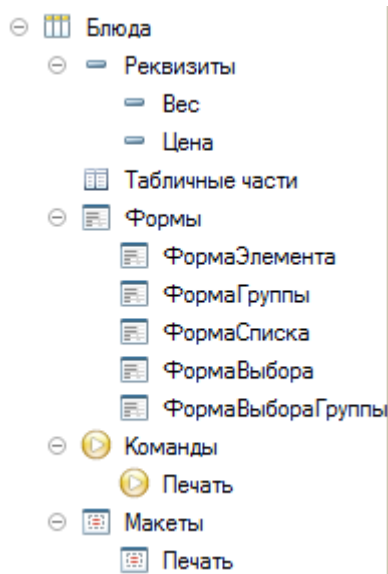 Блюда
Реквизиты
Вес
Цена
Табличные части
Формы
ФормаЭлемента
ФормаГруппы
ФормаСписка
ФормаВыбора
ФормаВыбораГруппы
Команды
Печать
Макеты
Печать